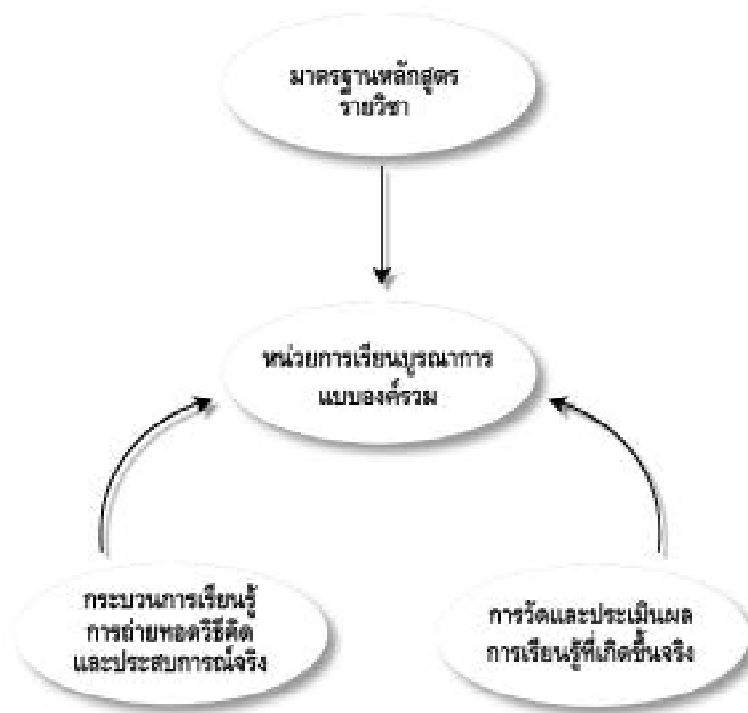 มาตรฐานหลักสูตร
รายวิชา
หน่วยการเรียนบูรณาการ
แบบองค์รวม
กระบวนการเรียนรู้
การถ่ายทอดวิธีคิด
และประสบการณ์จริง
การวัดและประเมินผล
การเรียนรู้ที่เกิดขึ้นจริง